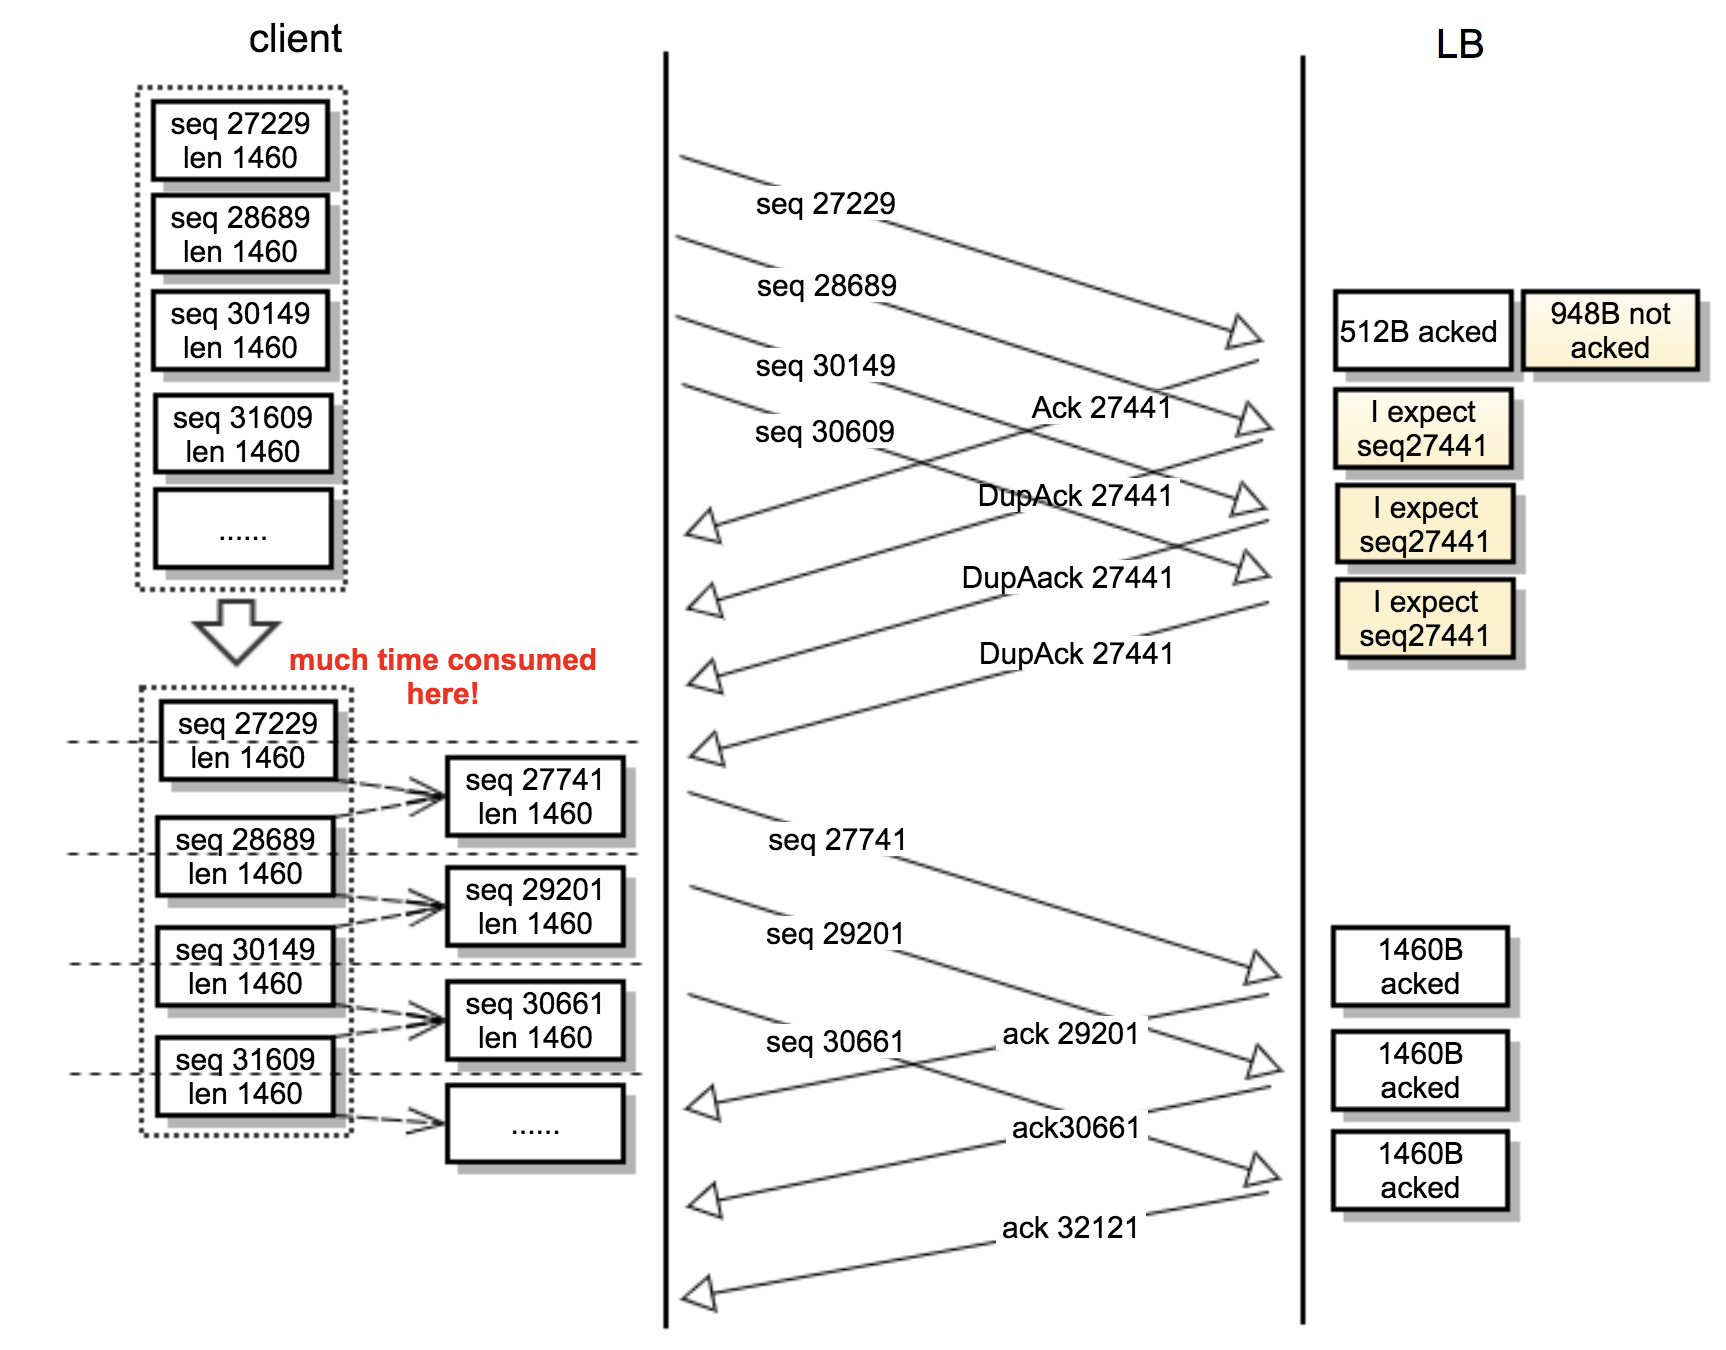 client
LB
seq 27229
len 1460
seq 28689
len 1460
seq 30149
len 1460
seq 31609
len 1460
......
seq 27229
seq 28689
seq 30149
seq 30609
Ack 27441
DupAck 27441
DupAack 27441
DupAck 27441
512B acked
948B not
acked
I expect
seq27441
I expect
seq27441
I expect
seq27441
much time consumed
here!
seq 27229
len 1460
seq 28689
len 1460
seq 30149
len 1460
seq 31609
len 1460
seq 27741
len 1460
seq 29201
len 1460
seq 30661
len 1460
......
seq 27741
seq 29201
seq 30661
ack 29201
ack30661
ack 32121
1460B
acked
1460B
acked
1460B
acked